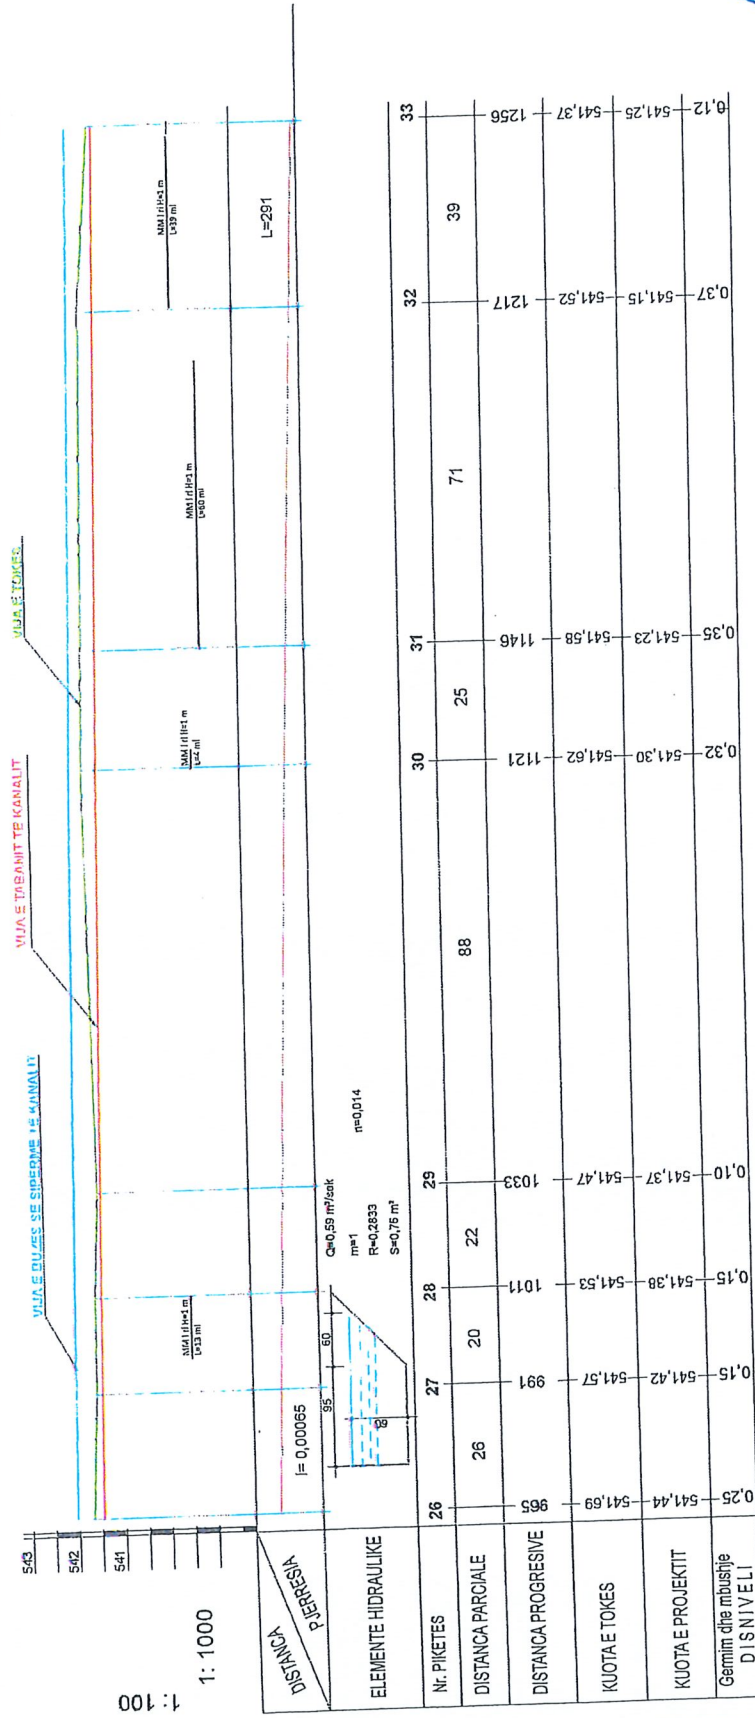 VIJA E BUZES SE SIPERME TE KANALIT
VIJA E TABANIT TE KANALIT
VIJA E TOKES
543
542
541
1: 100
1: 1000
MM I ri H=1 m
L=13 ml
MM I ri H=1 m
L=4 ml
MM I ri H=1 m
L=60 ml
MM I ri H=1 m
L=39 ml
DISTANCA
PJERRESIA
I= 0,00065
L=291
ELEMENTE HIDRAULIKE
95
60
60
Q=0,59 m³/sek
m=1
n=0,014
R=0,2833
S=0,76 m²
Nr. PIKETES 26 27 28 29 30 31 32 33
DISTANCA PARCIALE 26 20 22 88 25 71 39
DISTANCA PROGRESIVE 965 991 1011 1033 1121 1146 1217 1256
KUOTA E TOKES 541,69 541,57 541,53 541,47 541,62 541,58 541,52 541,37
KUOTA E PROJEKTIT 541,44 541,42 541,38 541,37 541,30 541,23 541,15 541,25
Germim dhe mbushje
DISNIVELI 0,25 0,15 0,15 0,10 0,32 0,35 0,37 0,12